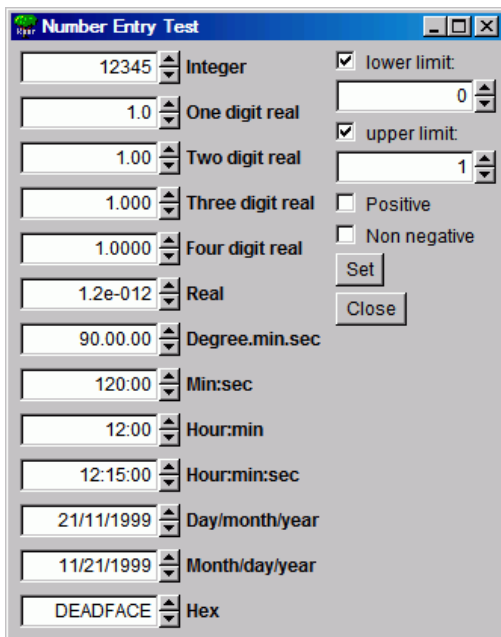 Number Entry Test
12345 Integer
1.0 One digit real
1.00 Two digit real
1.000 Three digit real
1.0000 Four digit real
1.2e-012 Real
90.00.00 Degree.min.sec
120:00 Min:sec
12:00 Hour:min
12:15:00 Hour:min:sec
21/11/1999 Day/month/year
11/21/1999 Month/day/year
DEADFACE Hex
lower limit:
0
upper limit:
1
Positive
Non negative
Set
Close